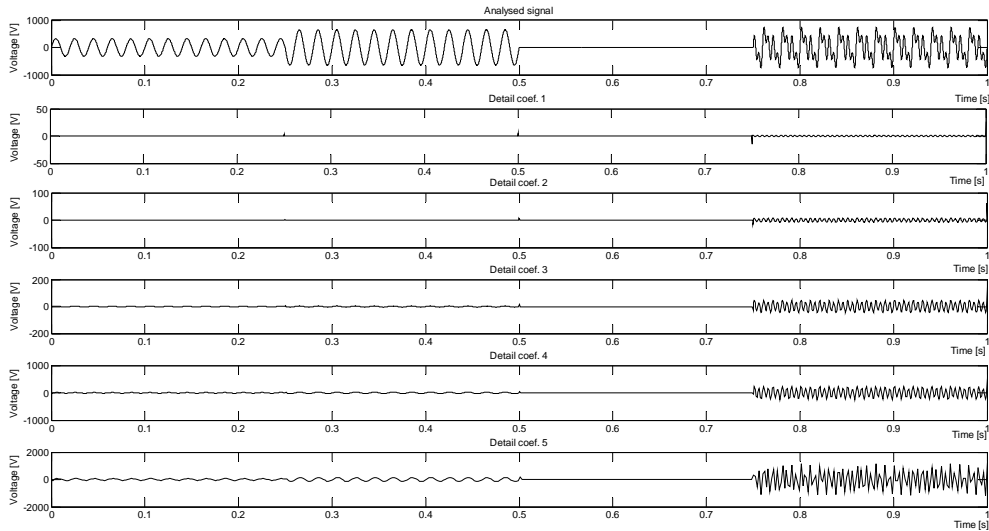 Analysed signal
Voltage [V]
1000
0
-1000
0 0.1 0.2 0.3 0.4 0.5 0.6 0.7 0.8 0.9 1
Time [s]
Detail coef. 1
Voltage [V]
50
0
-50
0 0.1 0.2 0.3 0.4 0.5 0.6 0.7 0.8 0.9 1
Time [s]
Detail coef. 2
Voltage [V]
100
0
-100
0 0.1 0.2 0.3 0.4 0.5 0.6 0.7 0.8 0.9 1
Time [s]
Detail coef. 3
Voltage [V]
200
0
-200
0 0.1 0.2 0.3 0.4 0.5 0.6 0.7 0.8 0.9 1
Time [s]
Detail coef. 4
Voltage [V]
1000
0
-1000
0 0.1 0.2 0.3 0.4 0.5 0.6 0.7 0.8 0.9 1
Time [s]
Detail coef. 5
Voltage [V]
2000
0
-2000
0 0.1 0.2 0.3 0.4 0.5 0.6 0.7 0.8 0.9 1
Time [s]